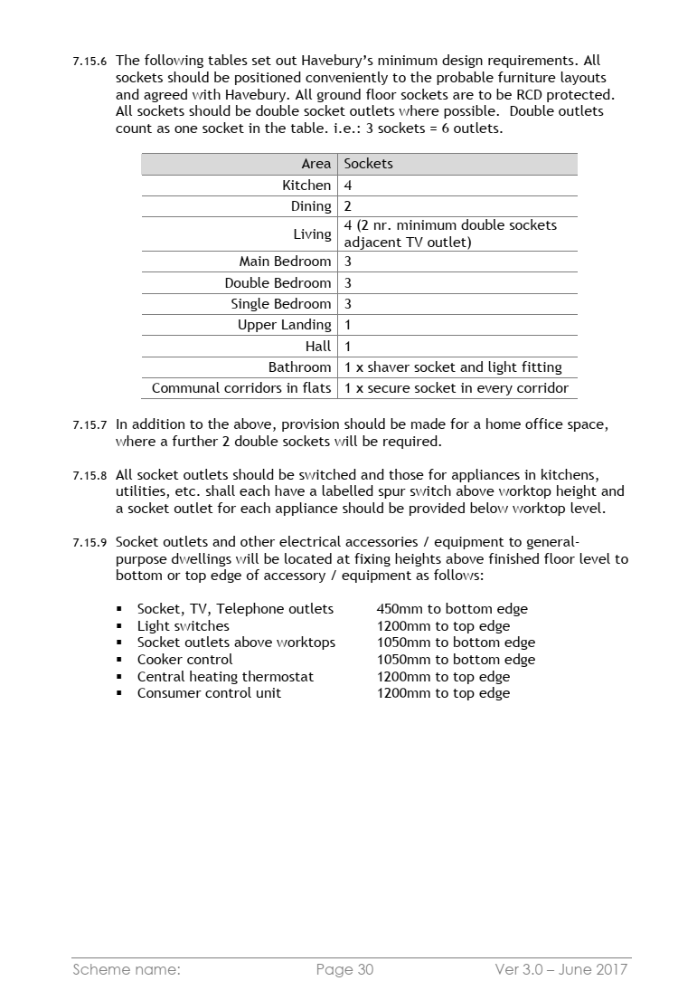 7.15.6 The following tables set out Havebury’s minimum design requirements. All
sockets should be positioned conveniently to the probable furniture layouts
and agreed with Havebury. All ground floor sockets are to be RCD protected.
All sockets should be double socket outlets where possible.  Double outlets
count as one socket in the table. i.e.: 3 sockets = 6 outlets.
Area Sockets
Kitchen 4
Dining 2
Living 4 (2 nr. minimum double sockets
adjacent TV outlet)
Main Bedroom 3
Double Bedroom 3
Single Bedroom 3
Upper Landing 1
Hall 1
Bathroom 1 x shaver socket and light fitting
Communal corridors in flats 1 x secure socket in every corridor
7.15.7 In addition to the above, provision should be made for a home office space,
where a further 2 double sockets will be required.
7.15.8 All socket outlets should be switched and those for appliances in kitchens,
utilities, etc. shall each have a labelled spur switch above worktop height and
a socket outlet for each appliance should be provided below worktop level.
7.15.9 Socket outlets and other electrical accessories / equipment to general-
purpose dwellings will be located at fixing heights above finished floor level to
bottom or top edge of accessory / equipment as follows:
▪ Socket, TV, Telephone outlets 450mm to bottom edge
▪ Light switches 1200mm to top edge
▪ Socket outlets above worktops 1050mm to bottom edge
▪ Cooker control 1050mm to bottom edge
▪ Central heating thermostat 1200mm to top edge
▪ Consumer control unit 1200mm to top edge
Scheme name: Page 30 Ver 3.0 – June 2017